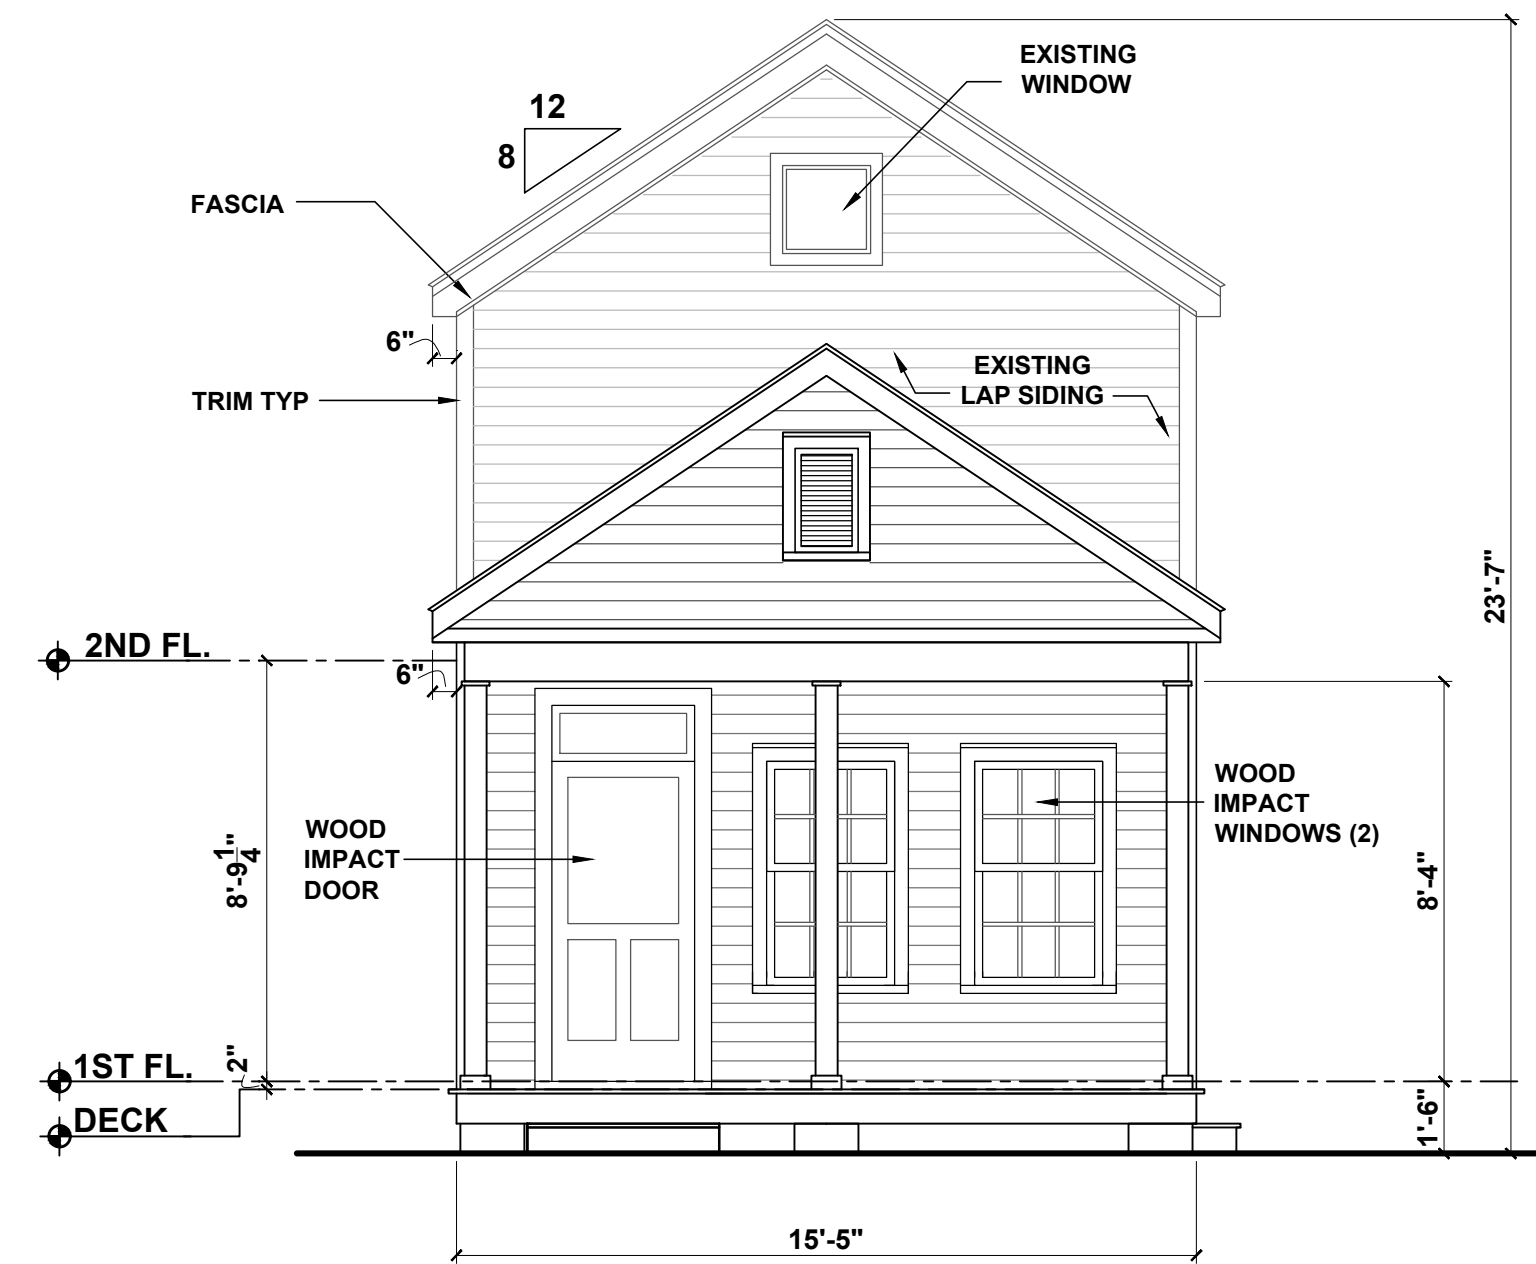 EXISTING
WINDOW
12
8
FASCIA
6"
EXISTING
LAP SIDING
TRIM TYP
23'-7"
2ND FL.
6"
WOOD
IMPACT
WINDOWS (2)
WOOD
IMPACT
DOOR
8'-9 1/4"
8'-4"
2"
1ST FL.
DECK
1'-6"
15'-5"